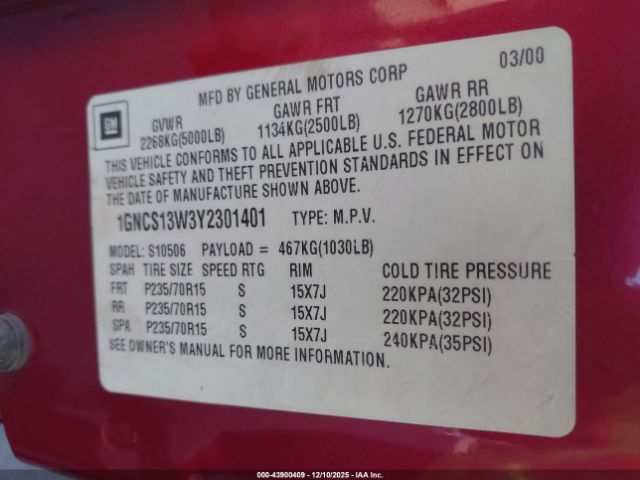 MFD BY GENERAL MOTORS CORP 03/00
GM
GVWR GAWR FRT GAWR RR
2268KG(5000LB) 1134KG(2500LB) 1270KG(2800LB)
THIS VEHICLE CONFORMS TO ALL APPLICABLE U.S. FEDERAL MOTOR
VEHICLE SAFETY AND THEFT PREVENTION STANDARDS IN EFFECT ON
THE DATE OF MANUFACTURE SHOWN ABOVE.
1GNCS13W3Y2301401 TYPE: M.P.V.
MODEL: S10506 PAYLOAD = 467KG(1030LB)
SPAH TIRE SIZE SPEED RTG RIM COLD TIRE PRESSURE
FRT P235/70R15 S 15X7J 220KPA(32PSI)
RR P235/70R15 S 15X7J 220KPA(32PSI)
SPA P235/70R15 S 15X7J 240KPA(35PSI)
SEE OWNER'S MANUAL FOR MORE INFORMATION.
000-43900409 - 12/10/2025 - IAA Inc.